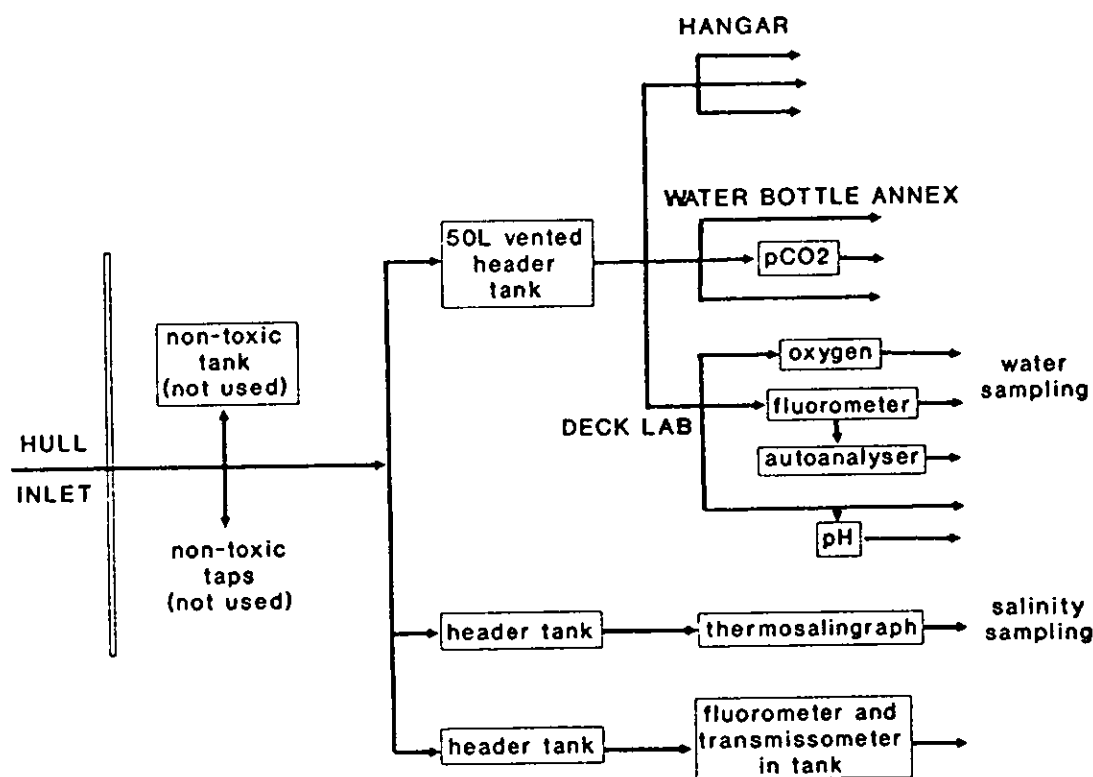 HANGAR
WATER BOTTLE ANNEX
50L vented
header
tank
pCO2
non-toxic
tank
(not used)
oxygen
water
sampling
fluorometer
DECK LAB
autoanalyser
HULL
INLET
pH
non-toxic
taps
(not used)
header tank
thermosalingraph
salinity
sampling
header tank
fluorometer and
transmissometer
in tank